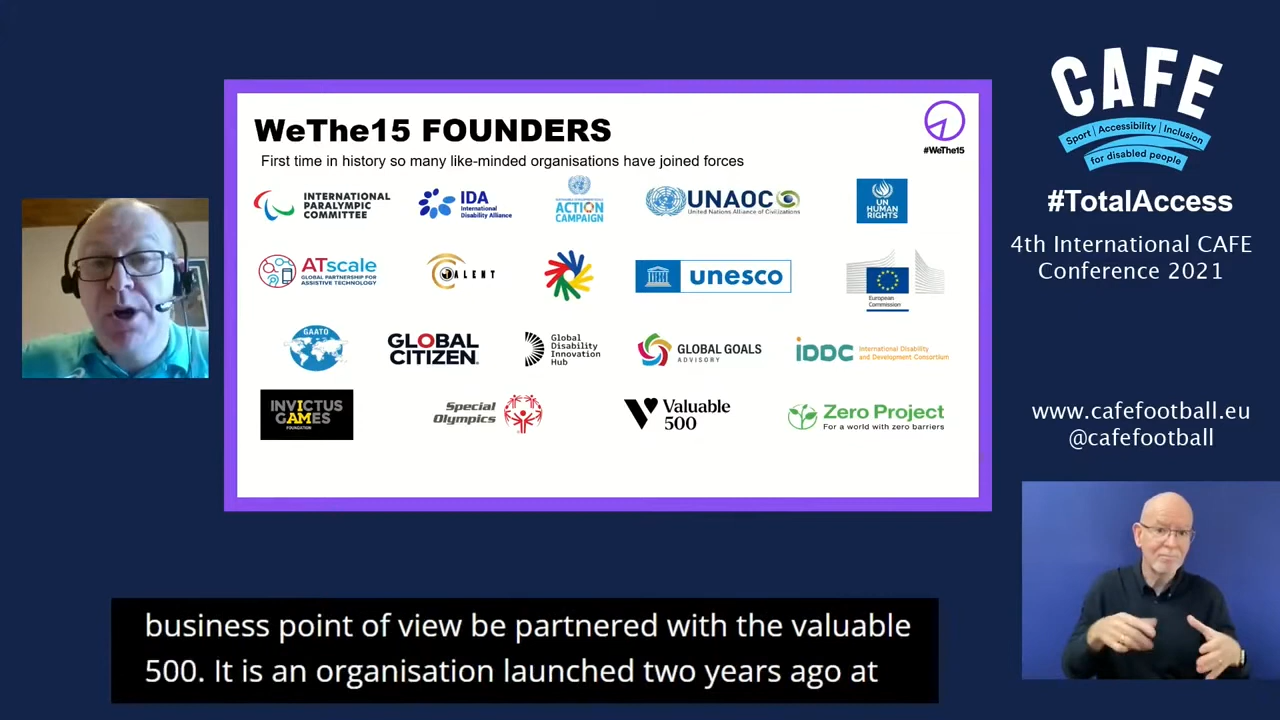 WeThe15 FOUNDERS
First time in history so many like-minded organisations have joined forces
#WeThe15
INTERNATIONAL
PARALYMPIC
COMMITTEE
IDA
International
Disability Alliance
ACTION
CAMPAIGN
UNAOC
United Nations Alliance of Civilizations
UN
HUMAN
RIGHTS
ATscale
GLOBAL PARTNERSHIP FOR
ASSISTIVE TECHNOLOGY
CTALENT
unesco
European
Commission
GAATO
GLOBAL
CITIZEN.
Global
Disability
Innovation
Hub
GLOBAL GOALS
ADVISORY
iDDC
International Disability
and Development Consortium
INVICTUS
GAMES
FOUNDATION
Special
Olympics
Valuable
500
Zero Project
For a world with zero barriers
CAFE
Sport | Accessibility | Inclusion
for disabled people
#TotalAccess
4th International CAFE
Conference 2021
www.cafefootball.eu
@cafefootball
business point of view be partnered with the valuable
500. It is an organisation launched two years ago at